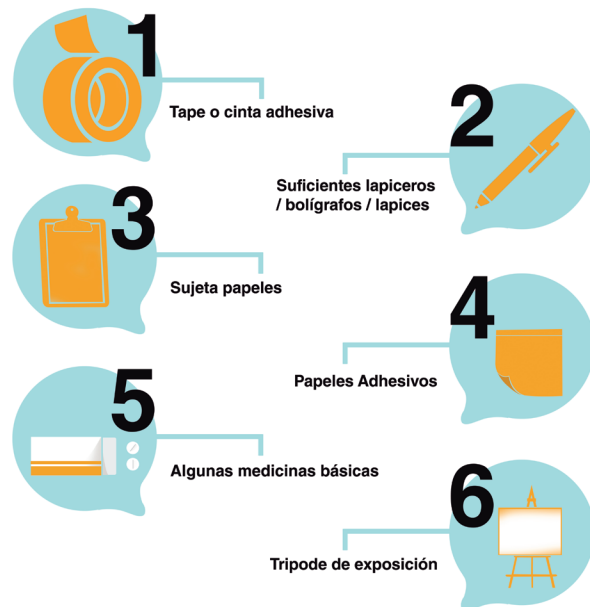 1
Tape o cinta adhesiva
2
Suficientes lapiceros
/ bolígrafos / lapices
3
Sujeta papeles
4
Papeles Adhesivos
5
Algunas medicinas básicas
6
Tripode de exposición